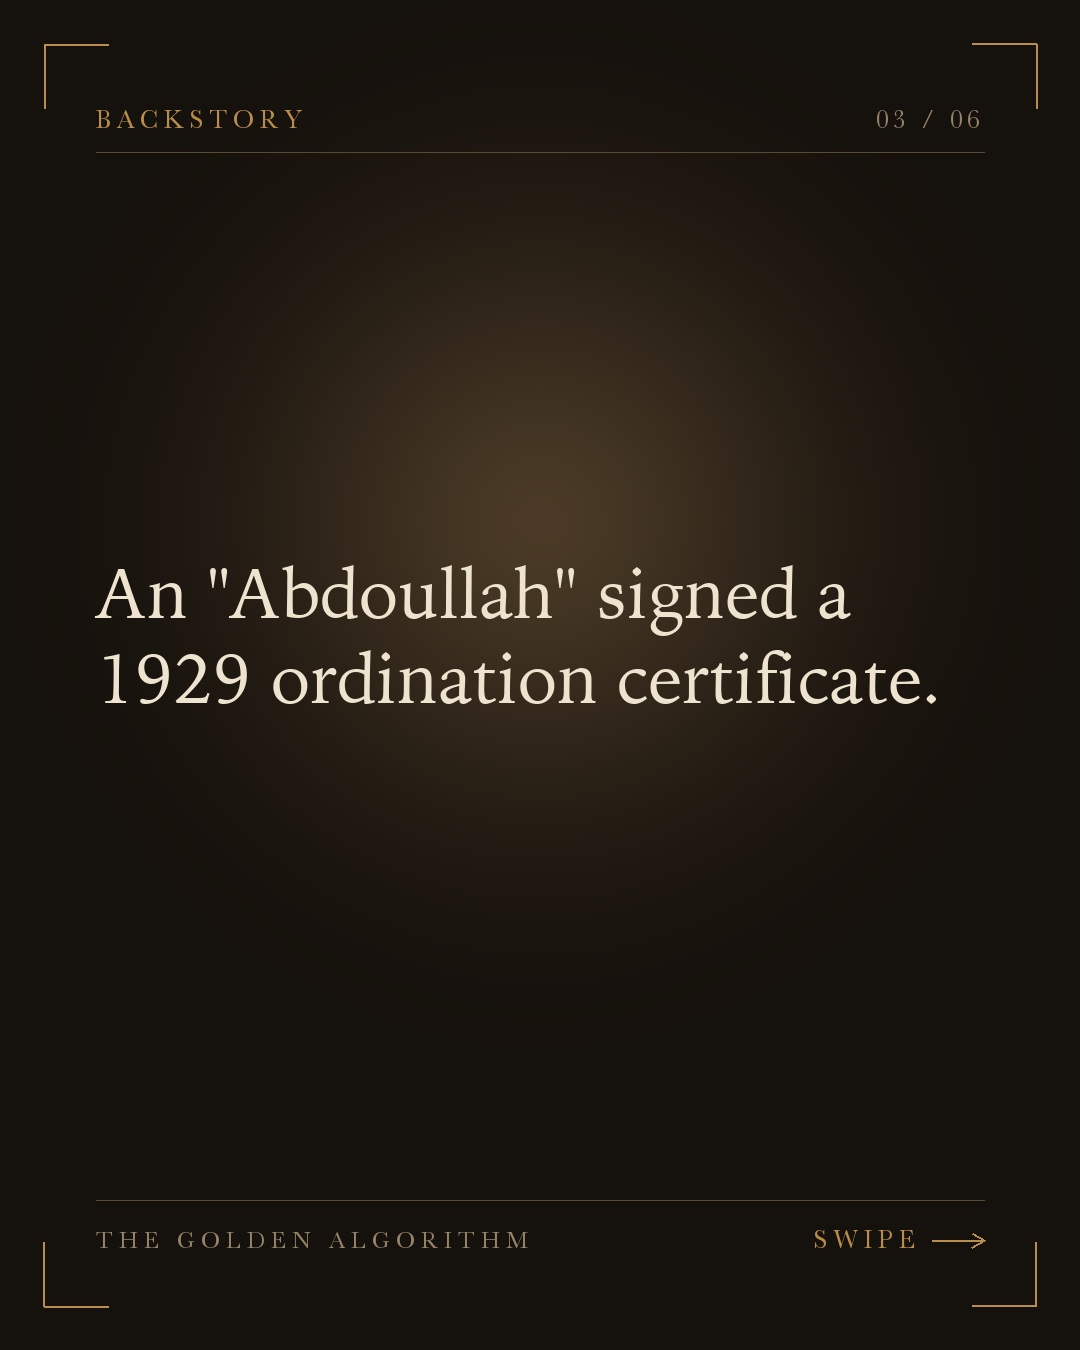 BACKSTORY
03 / 06
An "Abdoullah" signed a
1929 ordination certificate.
THE GOLDEN ALGORITHM
SWIPE